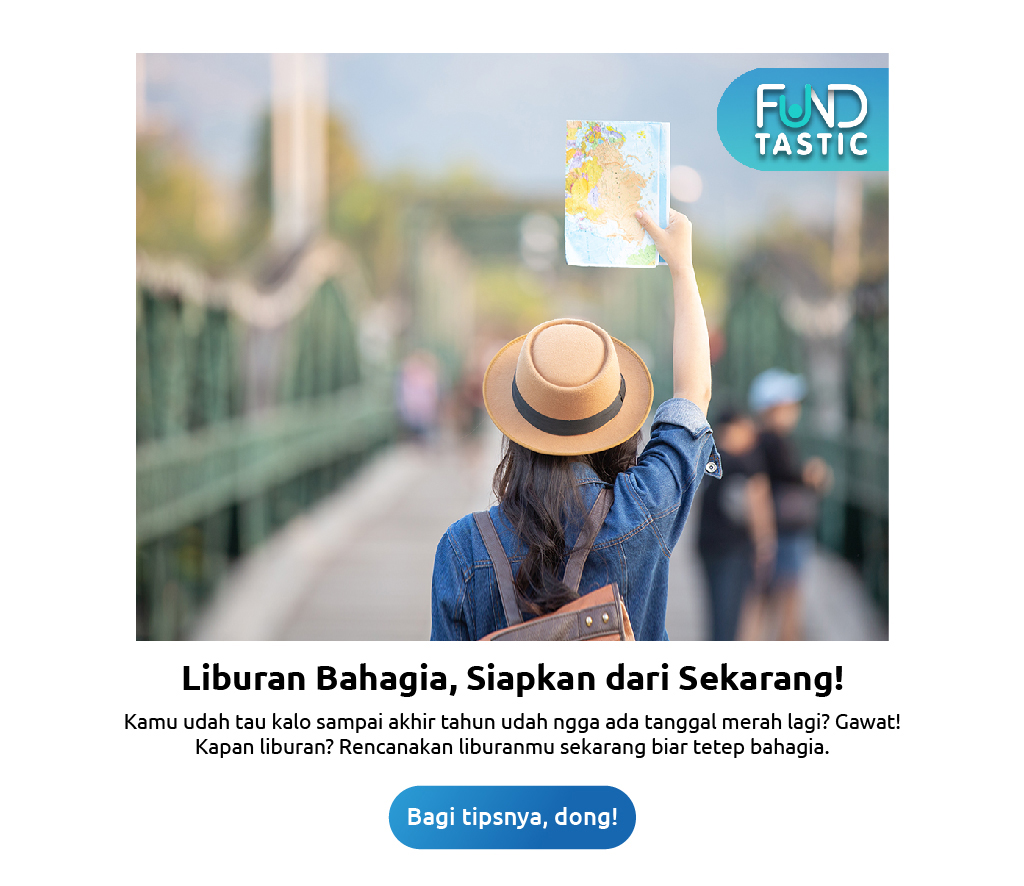 FUND
TASTIC
Liburan Bahagia, Siapkan dari Sekarang!
Kamu udah tau kalo sampai akhir tahun udah ngga ada tanggal merah lagi? Gawat!
Kapan liburan? Rencanakan liburanmu sekarang biar tetep bahagia.
Bagi tipsnya, dong!